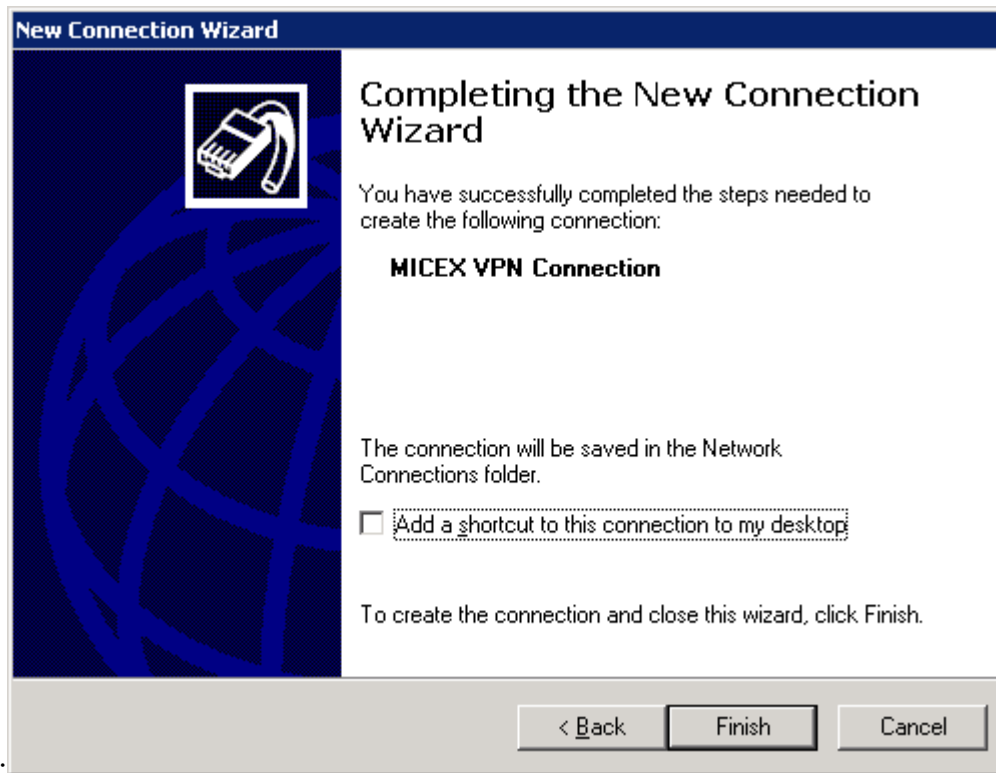 New Connection Wizard
Completing the New Connection
Wizard
You have successfully completed the steps needed to
create the following connection:
MICEX VPN Connection
The connection will be saved in the Network
Connections folder.
Add a shortcut to this connection to my desktop
To create the connection and close this wizard, click Finish.
< Back Finish Cancel
.